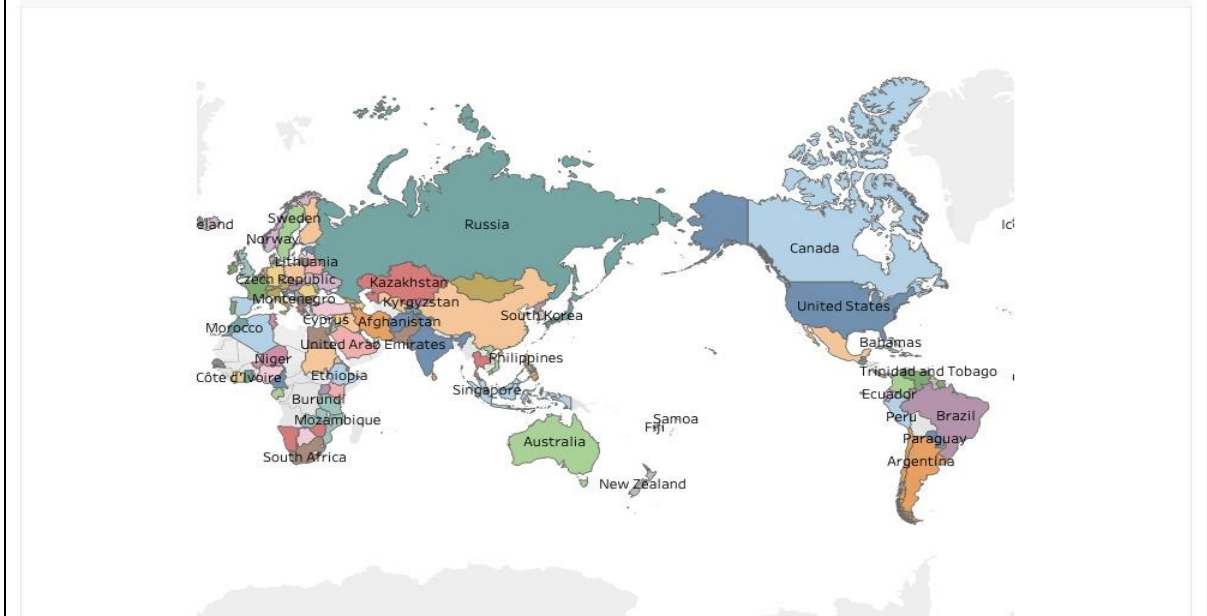 Sweden
eland
Russia
Ic
Norway
Canada
Lithuania
Czech Republic
Kazakhstan
Montenegro
Kyrgyzstan
United States
South Korea
Cyprus
Afghanistan
Morocco
United Arab Emirates
Bahamas
Niger
Philippines
Côte d'Ivoire
Ethiopia
Trinidad and Tobago
Singapore
Ecuador
Burundi
Mozambique
Samoa
Peru
Brazil
Fiji
Australia
Paraguay
South Africa
Argentina
New Zealand